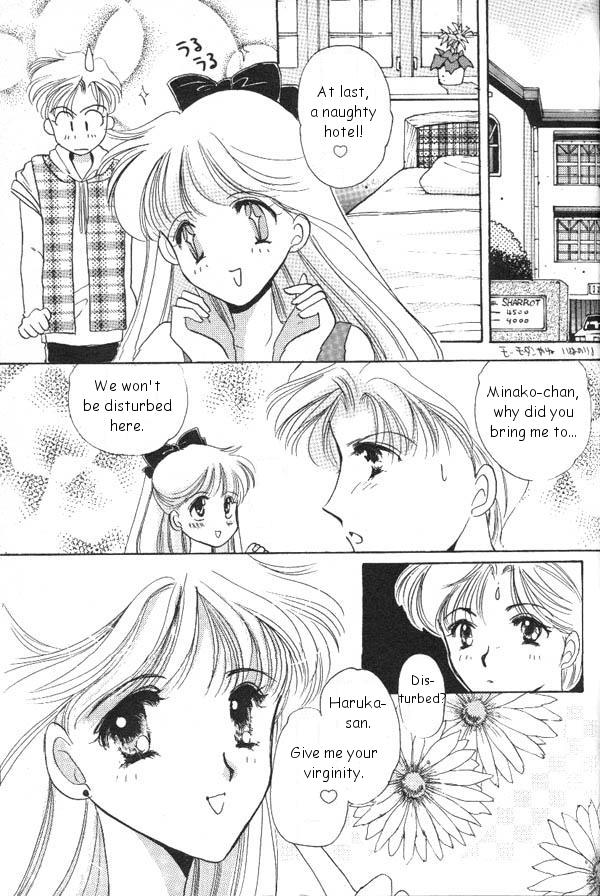 At last,
a naughty
hotel!
♡
うる
うる
SHARPOT
4500
4000
Minako-chan,
why did you
bring me to...
We won't
be disturbed
here.
Dis-
turbed?
Haruka-
san.
Give me your
virginity.
♡